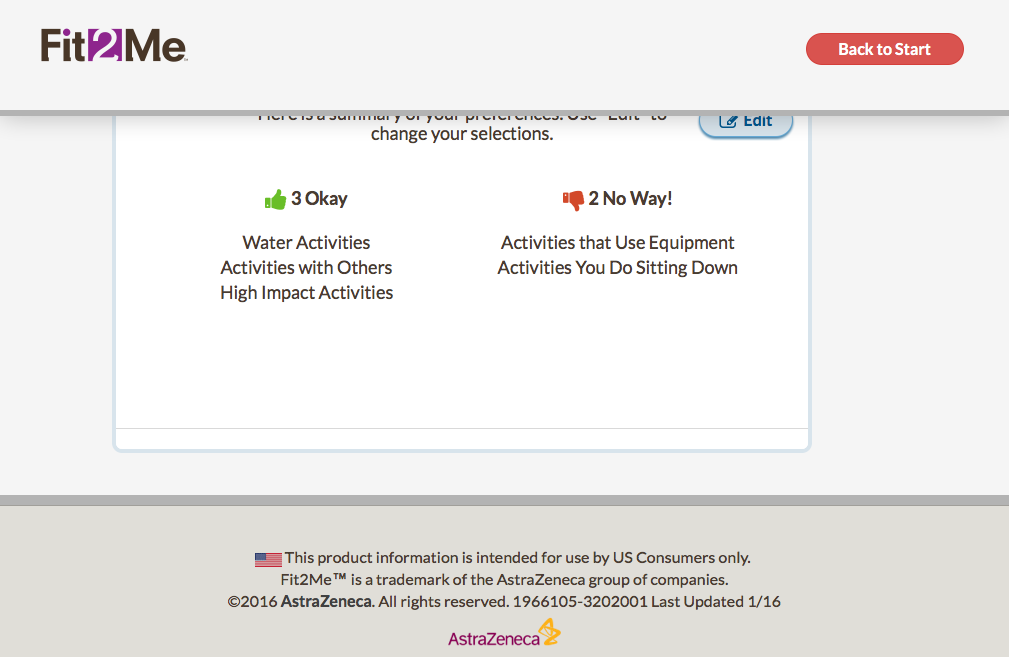 Fit2Me
Back to Start
Here is a summary of your preferences. Use "Edit" to
change your selections.
Edit
3 Okay
Water Activities
Activities with Others
High Impact Activities
2 No Way!
Activities that Use Equipment
Activities You Do Sitting Down
This product information is intended for use by US Consumers only.
Fit2Me™ is a trademark of the AstraZeneca group of companies.
©2016 AstraZeneca. All rights reserved. 1966105-3202001 Last Updated 1/16
AstraZeneca